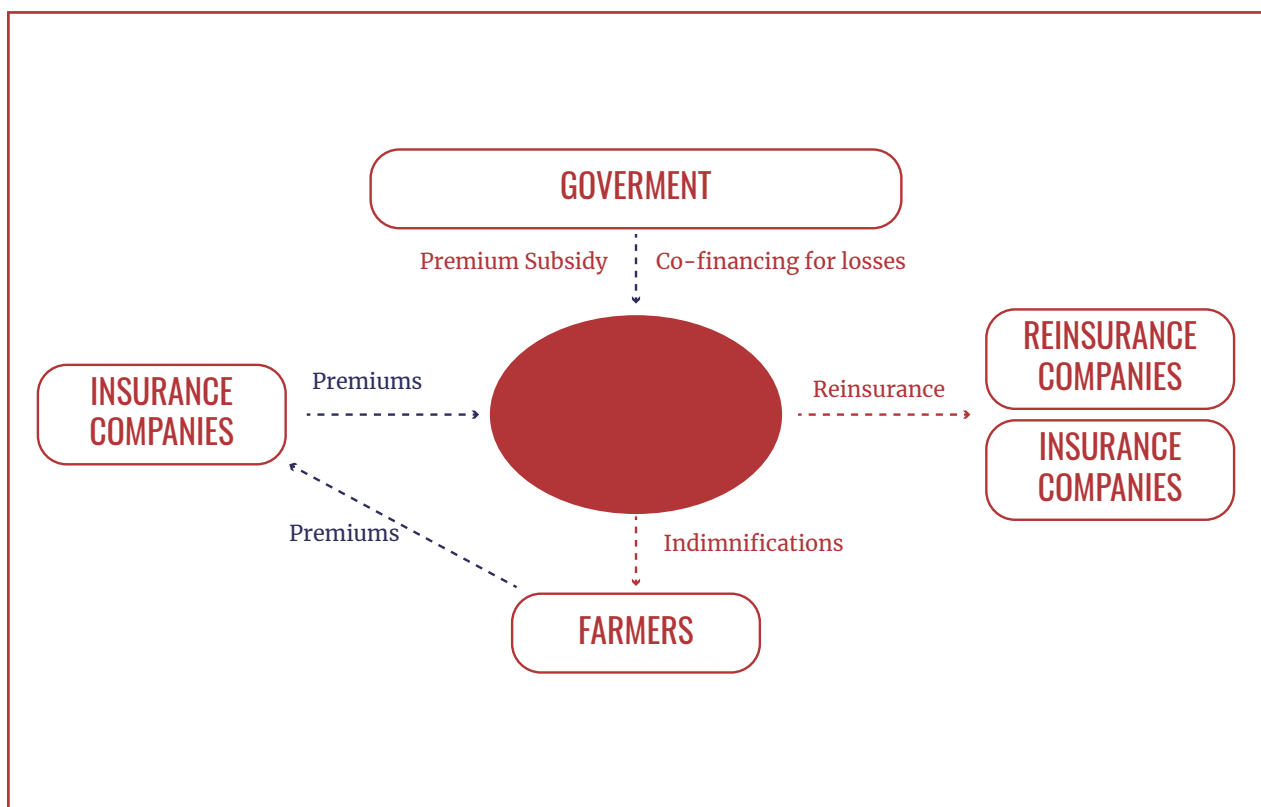 GOVERMENT
Premium Subsidy
Co-financing for losses
INSURANCE
COMPANIES
Premiums
Reinsurance
REINSURANCE
COMPANIES
INSURANCE
COMPANIES
Premiums
Indimnifications
FARMERS